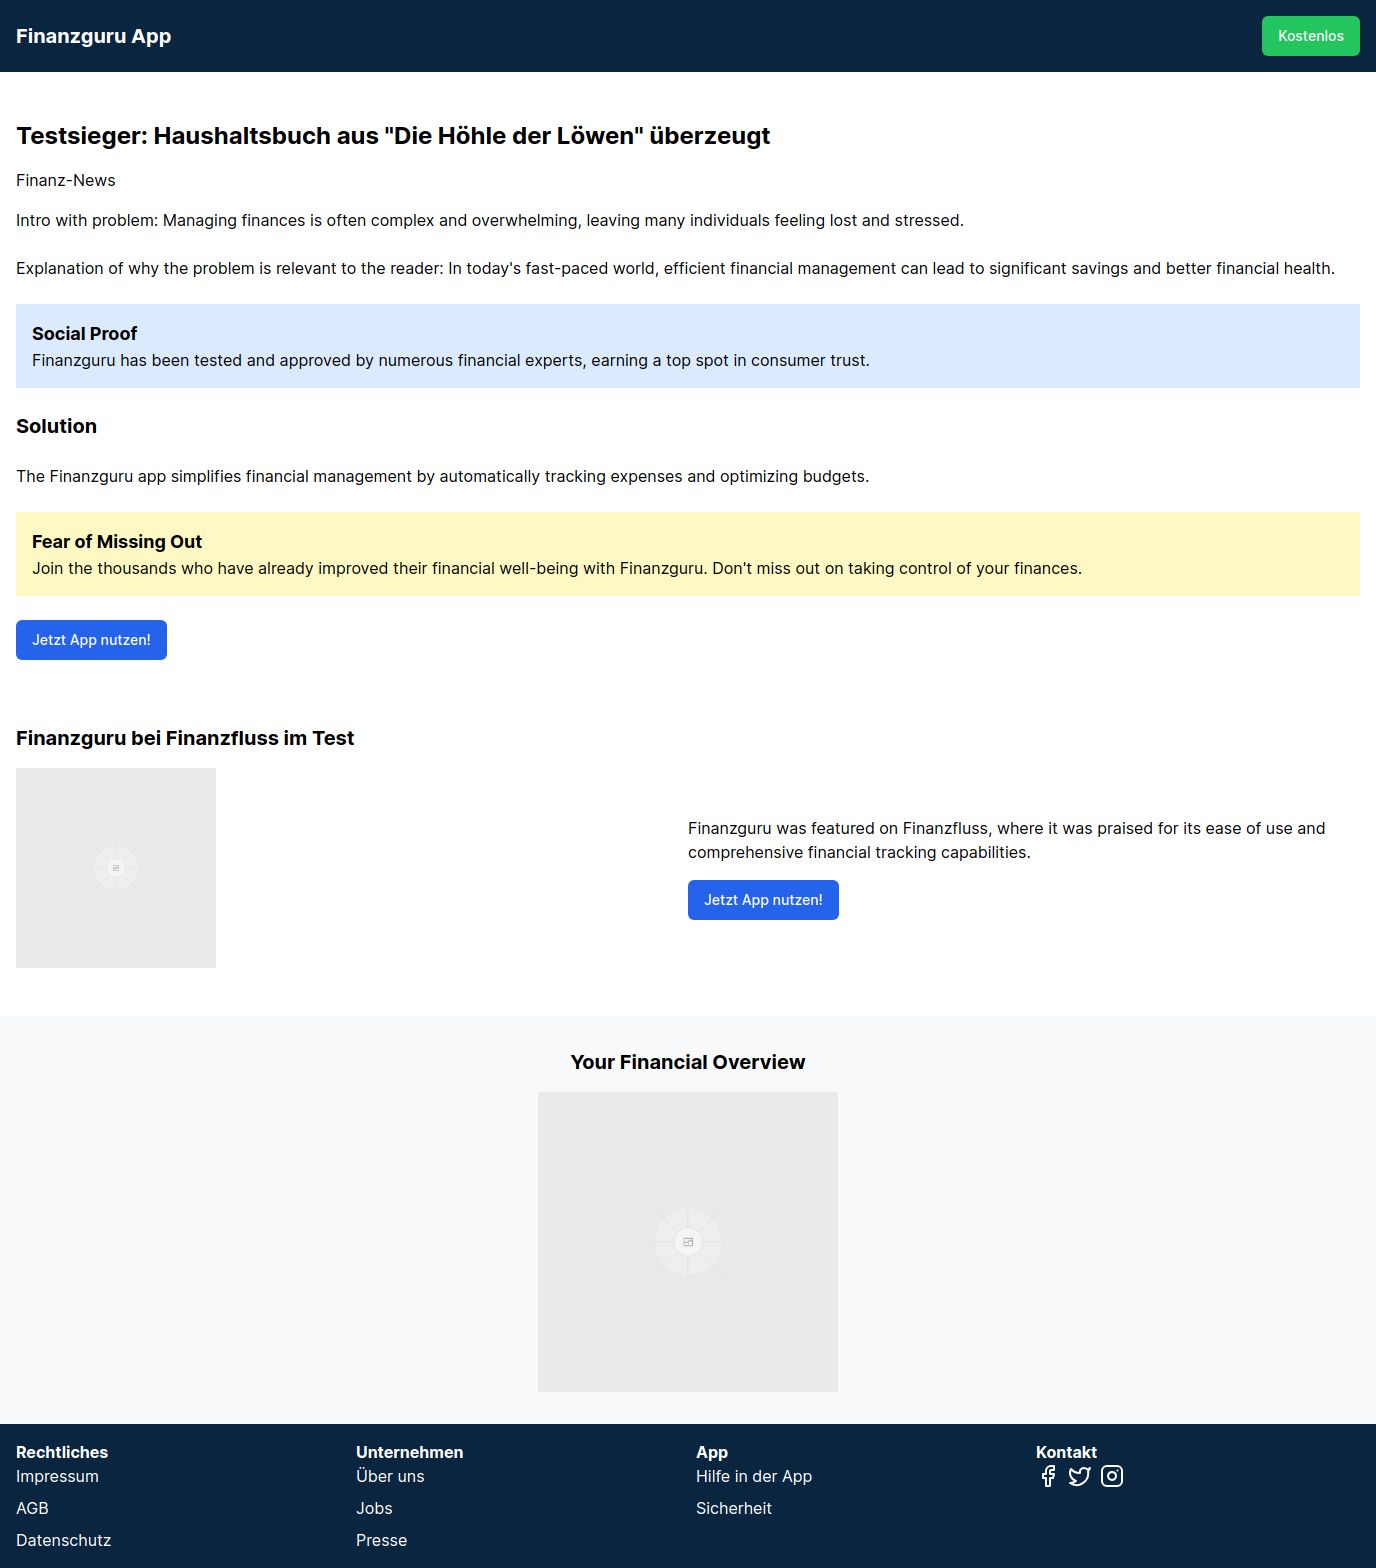 Finanzguru App
Kostenlos
Testsieger: Haushaltsbuch aus "Die Höhle der Löwen" überzeugt
Finanz-News
Intro with problem: Managing finances is often complex and overwhelming, leaving many individuals feeling lost and stressed.
Explanation of why the problem is relevant to the reader: In today's fast-paced world, efficient financial management can lead to significant savings and better financial health.
Social Proof
Finanzguru has been tested and approved by numerous financial experts, earning a top spot in consumer trust.
Solution
The Finanzguru app simplifies financial management by automatically tracking expenses and optimizing budgets.
Fear of Missing Out
Join the thousands who have already improved their financial well-being with Finanzguru. Don't miss out on taking control of your finances.
Jetzt App nutzen!
Finanzguru bei Finanzfluss im Test
Finanzguru was featured on Finanzfluss, where it was praised for its ease of use and
comprehensive financial tracking capabilities.
Jetzt App nutzen!
Your Financial Overview
Rechtliches
Impressum
AGB
Datenschutz
Unternehmen
Über uns
Jobs
Presse
App
Hilfe in der App
Sicherheit
Kontakt